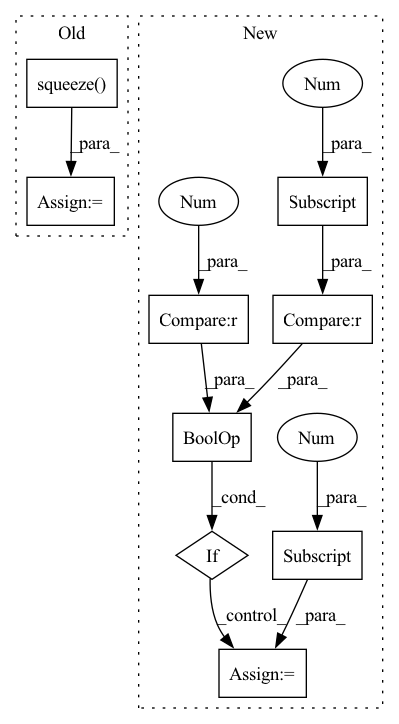 Old
New
squeeze()
Num
_para_
_para_
Assign:=
Num
Subscript
_para_
_para_
Compare:r
Compare:r
_para_
_para_
BoolOp
Num
_cond_
_para_
If
Subscript
_control_
_para_
Assign:=